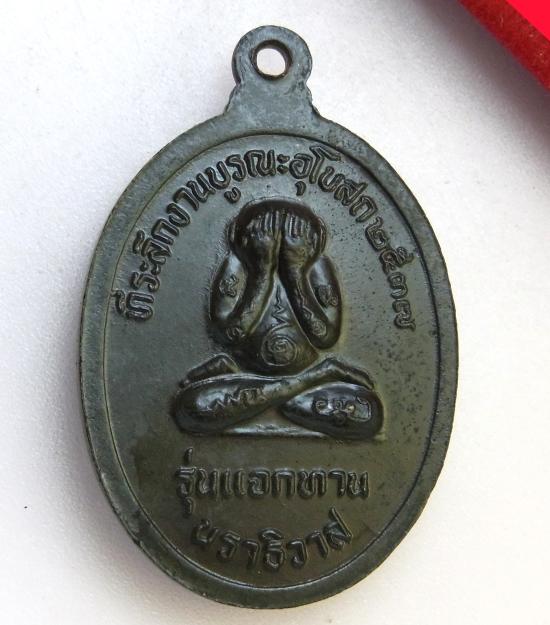 ที่ระลึกงานบูรณะอุโบสถ ๒๕๓๗
รุ่นแจกทาน
นราธิวาส